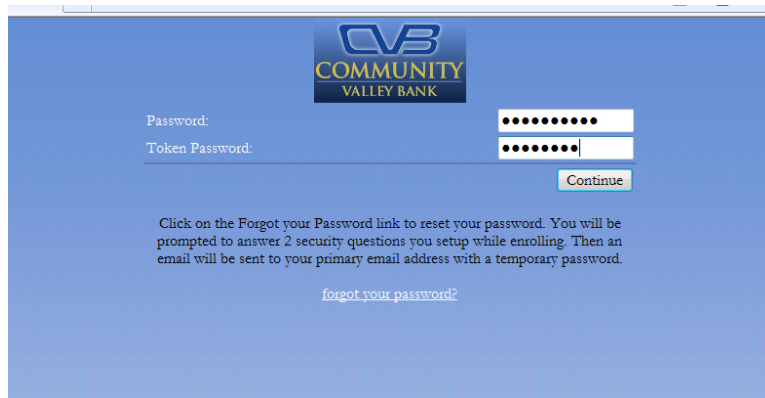 CVB
COMMUNITY
VALLEY BANK
Password: ●●●●●●●●●●
Token Password: ●●●●●●●●
Continue
Click on the Forgot your Password link to reset your password. You will be
prompted to answer 2 security questions you setup while enrolling. Then an
email will be sent to your primary email address with a temporary password.
forgot your password?